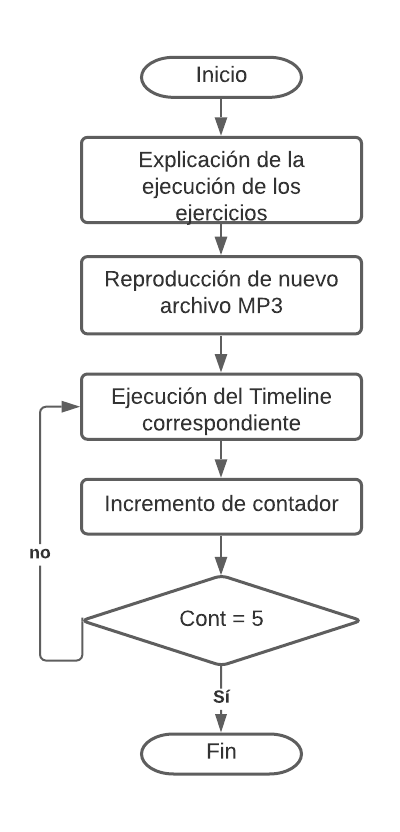 Inicio
Explicación de la
ejecución de los
ejercicios
Reproducción de nuevo
archivo MP3
Ejecución del Timeline
correspondiente
Incremento de contador
no
Cont = 5
Sí
Fin